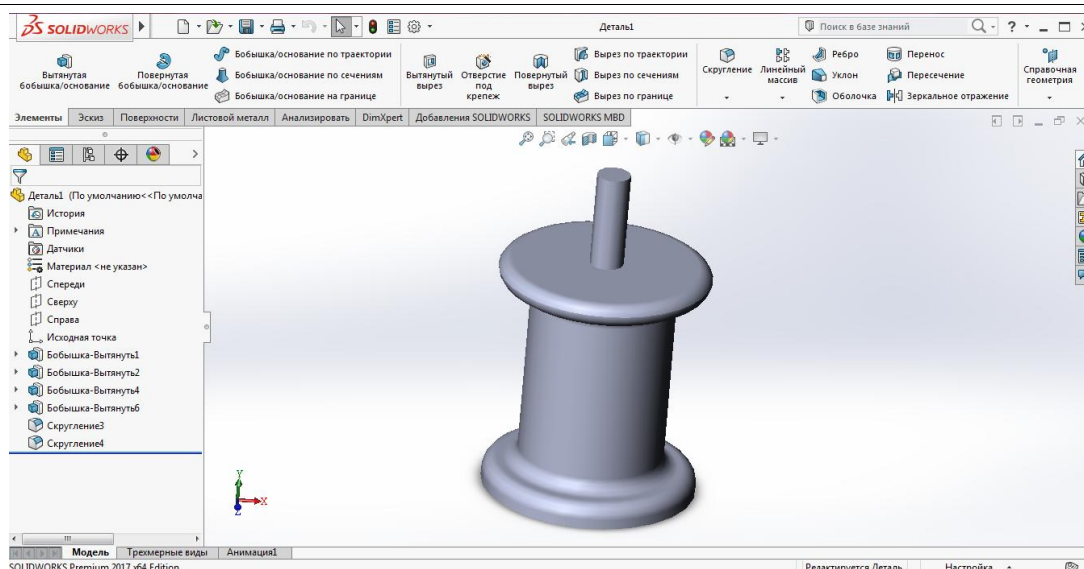 SOLIDWORKS
Деталь1
Поиск в базе знаний
?
Вытянутая бобышка/основание
Повернутая бобышка/основание
Бобышка/основание по траектории
Бобышка/основание по сечениям
Бобышка/основание на границе
Вытянутый вырез
Отверстие под крепеж
Повернутый вырез
Вырез по траектории
Вырез по сечениям
Вырез по границе
Скругление
Линейный массив
Ребро
Уклон
Оболочка
Перенос
Пересечение
Зеркальное отражение
Справочная геометрия
Элементы Эскиз Поверхности Листовой металл Анализировать DimXpert Добавления SOLIDWORKS SOLIDWORKS MBD
Деталь1 (По умолчанию<<По умолча
История
Примечания
Датчики
Материал <не указан>
Спереди
Сверху
Справа
Исходная точка
Бобышка-Вытянуть1
Бобышка-Вытянуть2
Бобышка-Вытянуть4
Бобышка-Вытянуть6
Скругление3
Скругление4
Y
X
Z
Модель Трехмерные виды Анимация1
SOLIDWORKS Premium 2017 x64 Edition
Редактируется Деталь
Настройка